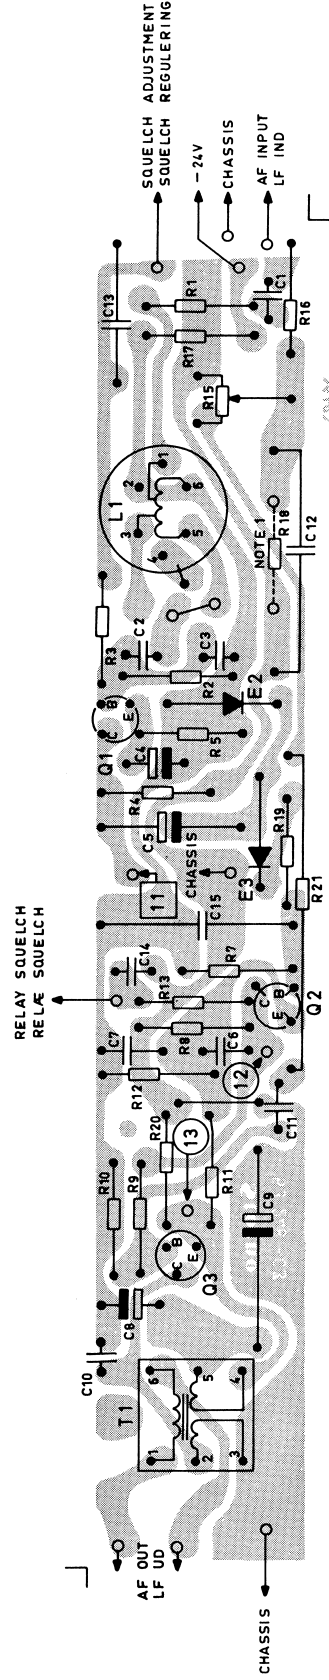 SQUELCH ADJUSTMENT
SQUELCH REGULERING
-24V
CHASSIS
AF INPUT
LF IND
C13
R1
C1
R17
R16
R15
L1
1
2
3
4
5
6
NOTE 1
R18
C12
R3
C2
C3
R2
E2
B
C
E
Q1
C4
R5
R4
C5
CHASSIS
E3
R19
R21
11
C15
RELAY SQUELCH
RELÆ SQUELCH
C14
R7
R13
R8
C
B
E
Q2
C7
C6
R12
12
C11
R20
13
R11
R10
R9
C9
B
C
E
Q3
C8
C10
T1
6
5
4
1
2
3
AF OUT
LF UD
CHASSIS